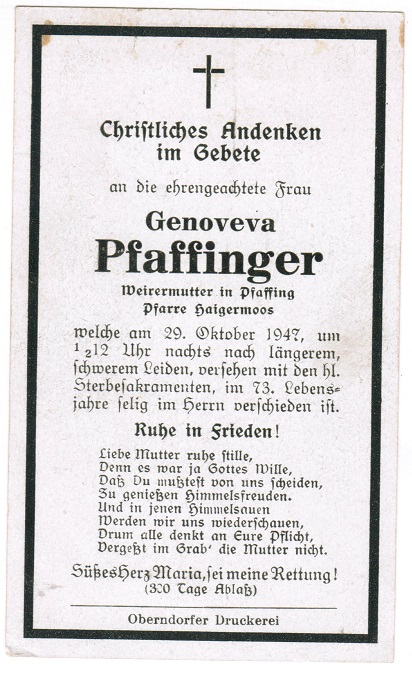 Christliches Andenken
im Gebete
an die ehrengeachtete Frau
Genoveva
Pfaffinger
Weirermutter in Pfaffing
Pfarre Haigermoos
welche am 29. Oktober 1947, um
1/212 Uhr nachts nach längerem,
schwerem Leiden, versehen mit den hl.
Sterbesakramenten, im 73. Lebens-
jahre selig im Herrn verschieden ist.
Ruhe in Frieden!
Liebe Mutter ruhe stille,
Denn es war ja Gottes Wille,
Daß Du mußtest von uns scheiden,
Zu genießen Himmelsfreuden.
Und in jenen Himmelsauen
Werden wir uns wiederschauen,
Drum alle denkt an Eure Pflicht,
Vergeßt im Grab' die Mutter nicht.
Süßes Herz Maria, sei meine Rettung!
(300 Tage Ablaß)
Oberndorfer Druckerei